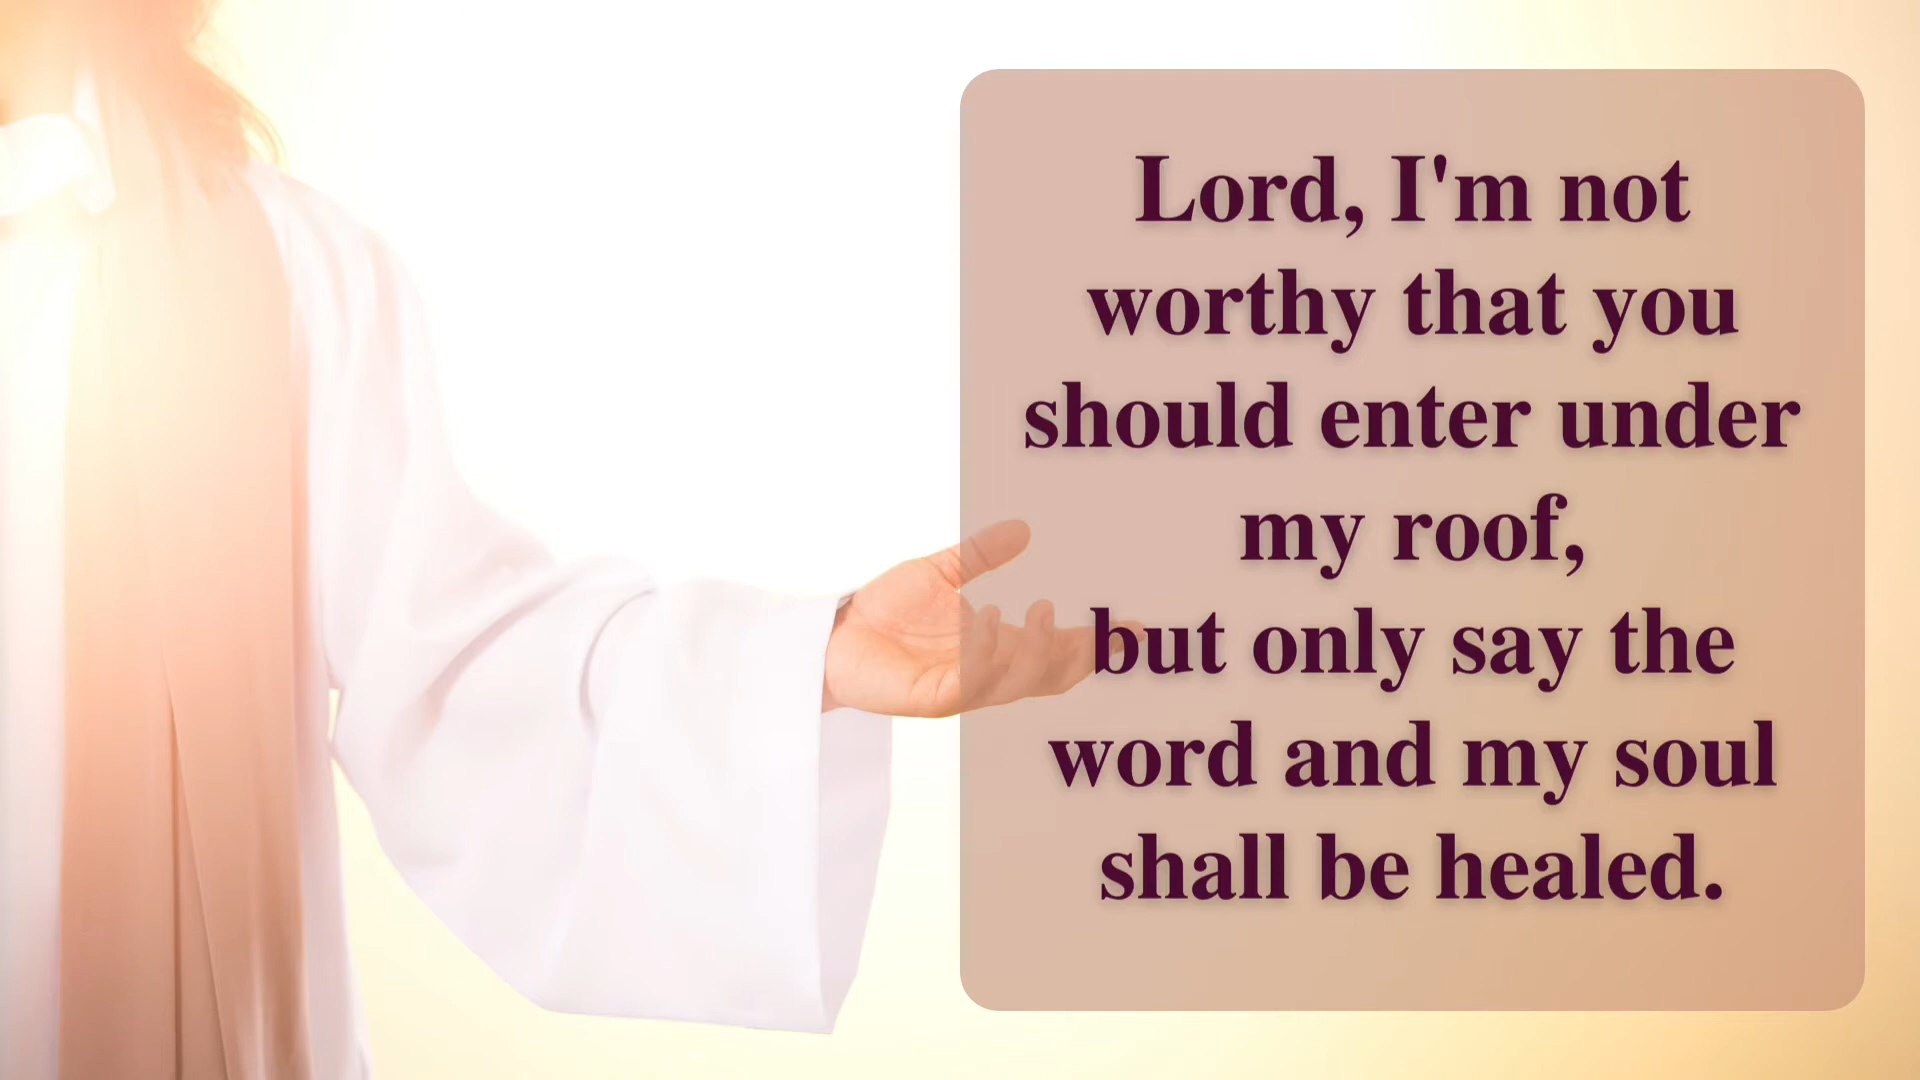 Lord, I'm not
worthy that you
should enter under
my roof,
but only say the
word and my soul
shall be healed.